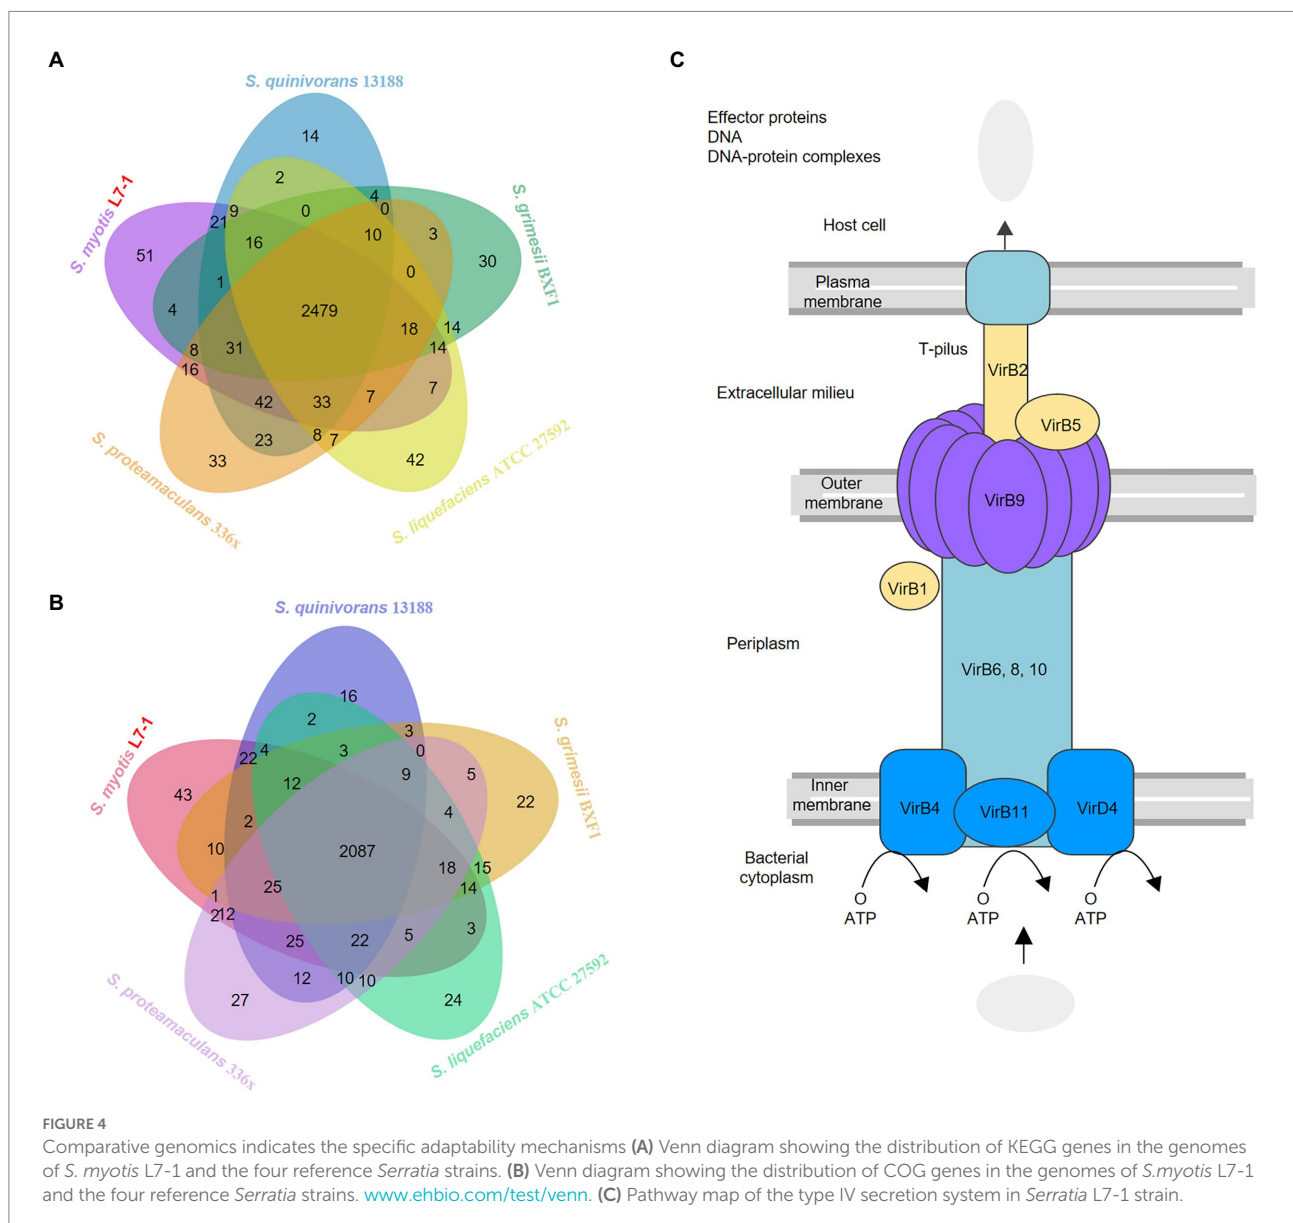 A
S. quinivorans 13188
14
2
4
0
9
21
0
S. myotis L7-1
S. grimesii BXF1
51
16
10
3
30
1
0
4
2479
18
14
8
31
14
16
42
33
7
7
23
8
7
33
42
S. proteamaculans 336x
S. liquefaciens ATCC 27592
B
S. quinivorans 13188
16
2
3
0
22
4
3
S. myotis L7-1
S. grimesii BXF1
43
12
9
5
22
2
4
10
2087
18
15
25
14
1
2
12
25
22
5
3
12
10
10
27
24
S. proteamaculans 336x
S. liquefaciens ATCC 27592
C
Effector proteins
DNA
DNA-protein complexes
Host cell
Plasma
membrane
T-pilus
VirB2
Extracellular milieu
VirB5
Outer
membrane
VirB9
VirB1
Periplasm
VirB6, 8, 10
Inner
membrane
VirB4
VirB11
VirD4
Bacterial
cytoplasm
O
ATP
O
ATP
O
ATP
FIGURE 4
Comparative genomics indicates the specific adaptability mechanisms (A) Venn diagram showing the distribution of KEGG genes in the genomes
of S. myotis L7-1 and the four reference Serratia strains. (B) Venn diagram showing the distribution of COG genes in the genomes of S.myotis L7-1
and the four reference Serratia strains. www.ehbio.com/test/venn. (C) Pathway map of the type IV secretion system in Serratia L7-1 strain.